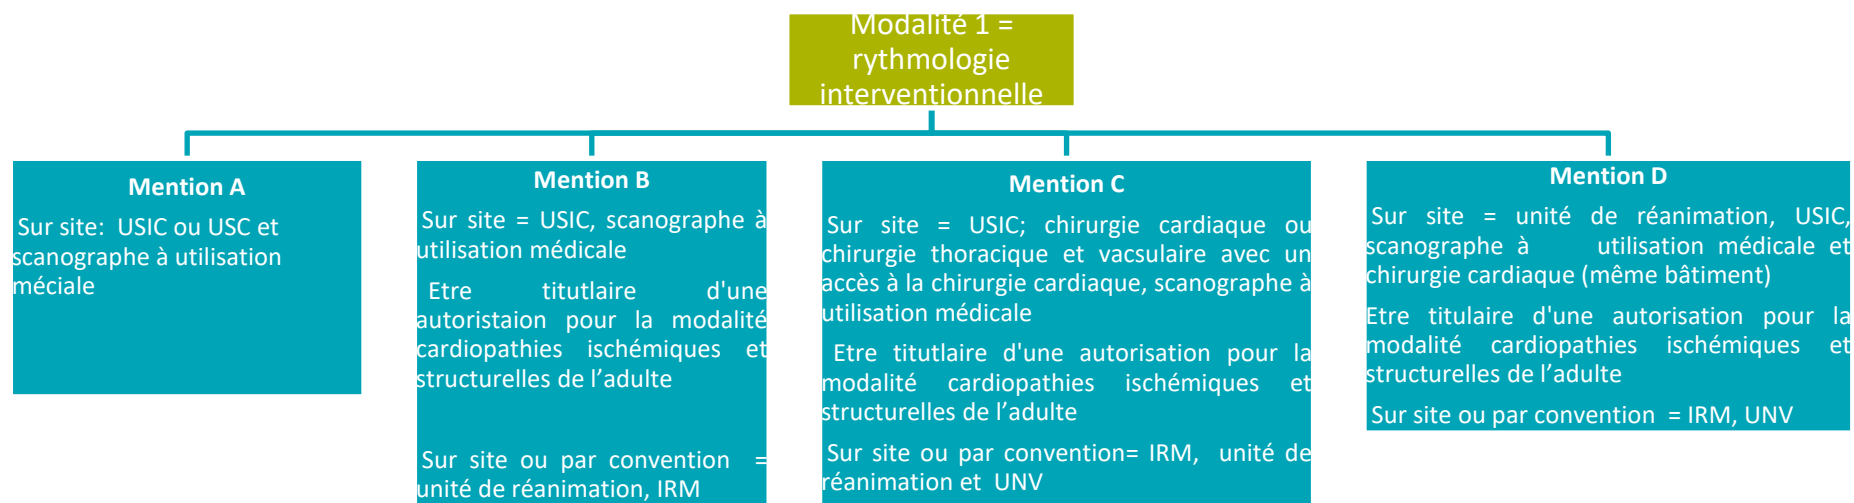 Modalité 1 =
rythmologie
interventionnelle
Mention A
Sur site: USIC ou USC et
scanographe à utilisation
méciale
Mention B
Sur site = USIC, scanographe à
utilisation médicale
Etre titutlaire d'une
autoristaion pour la modalité
cardiopathies ischémiques et
structurelles de l’adulte
Sur site ou par convention =
unité de réanimation, IRM
Mention C
Sur site = USIC; chirurgie cardiaque ou
chirurgie thoracique et vacsulaire avec un
accès à la chirurgie cardiaque, scanographe à
utilisation médicale
Etre titutlaire d'une autorisation pour la
modalité cardiopathies ischémiques et
structurelles de l’adulte
Sur site ou par convention= IRM, unité de
réanimation et UNV
Mention D
Sur site = unité de réanimation, USIC,
scanographe à utilisation médicale et
chirurgie cardiaque (même bâtiment)
Etre titulaire d'une autorisation pour la
modalité cardiopathies ischémiques et
structurelles de l’adulte
Sur site ou par convention = IRM, UNV